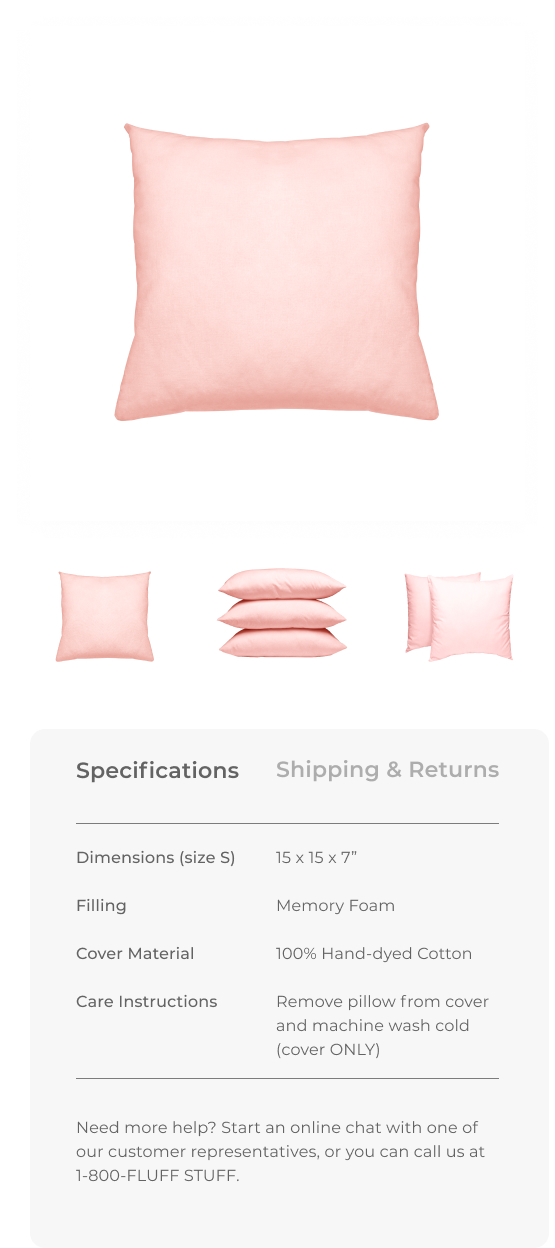 Specifications Shipping & Returns
Dimensions (size S) 15 x 15 x 7”
Filling Memory Foam
Cover Material 100% Hand-dyed Cotton
Care Instructions Remove pillow from cover
and machine wash cold
(cover ONLY)
Need more help? Start an online chat with one of
our customer representatives, or you can call us at
1-800-FLUFF STUFF.